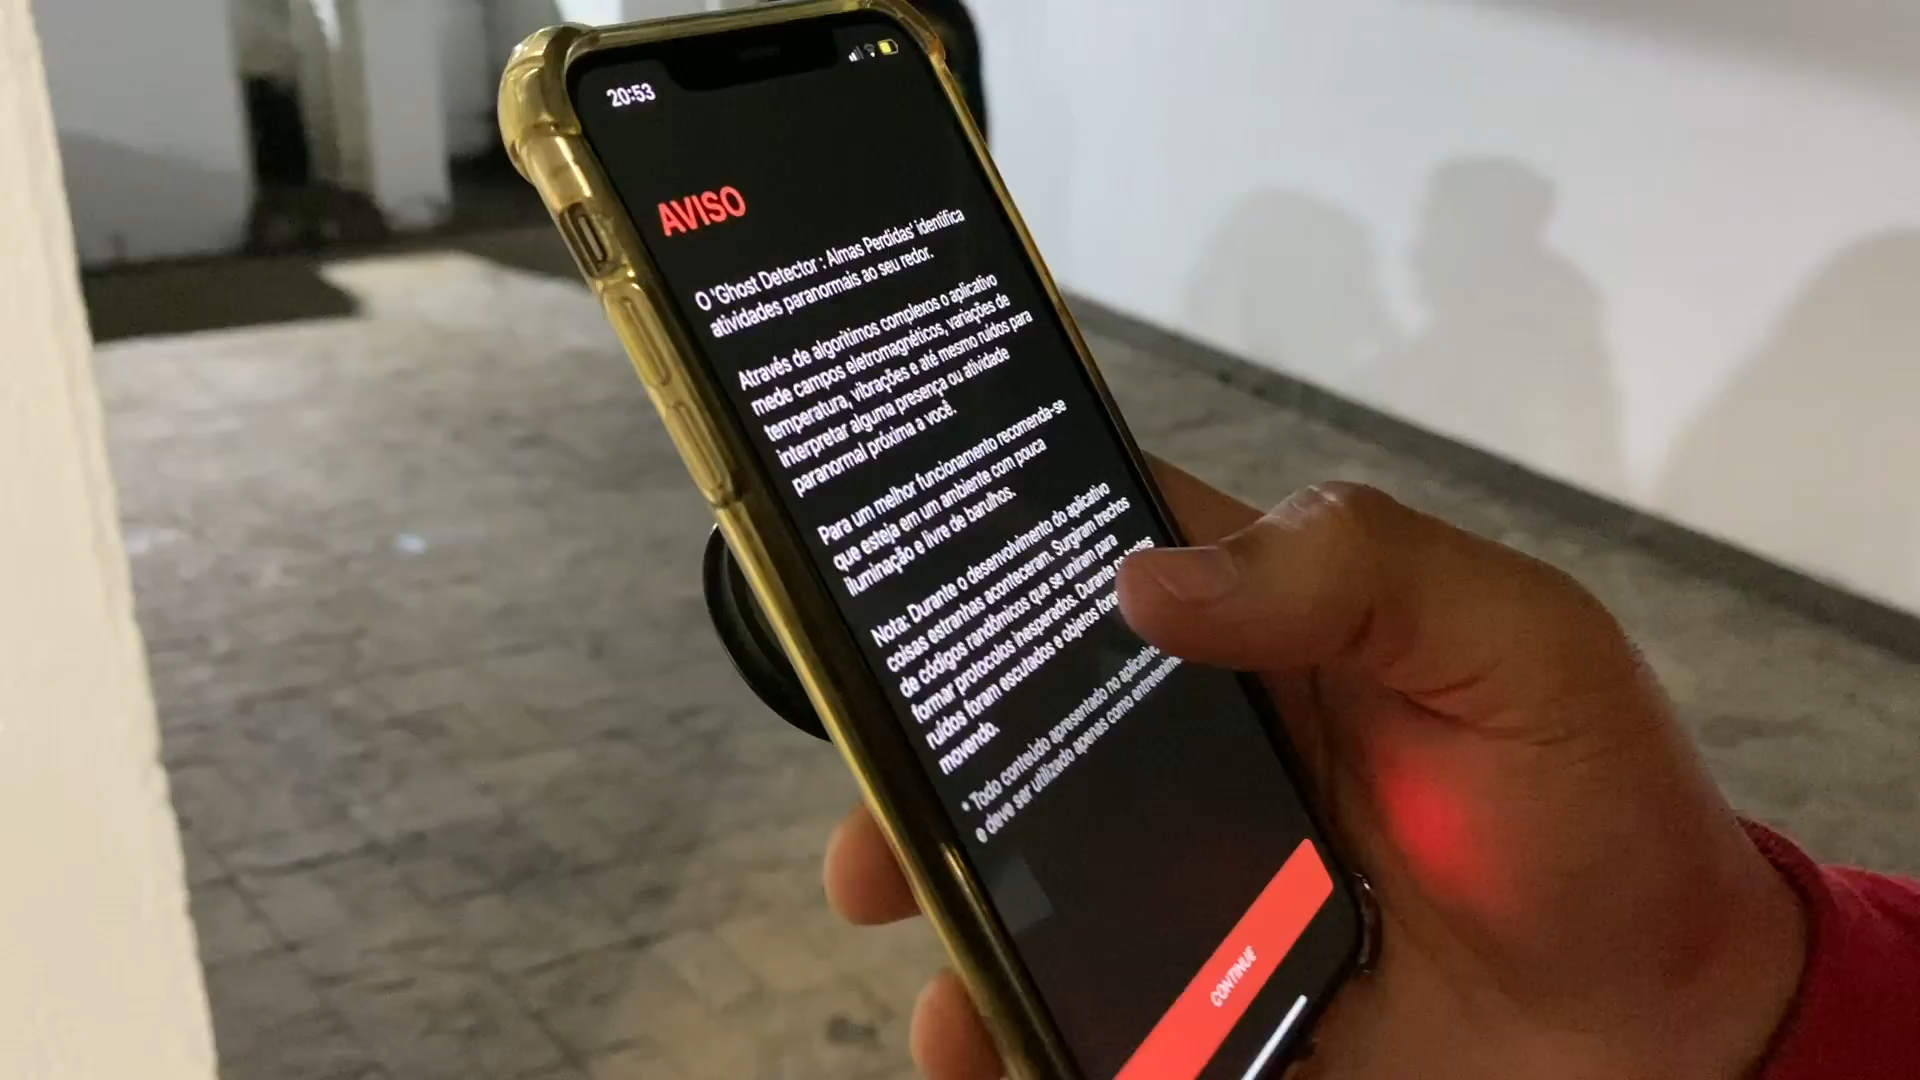 20:53
AVISO
O 'Ghost Detector : Almas Perdidas' identifica
atividades paranormais ao seu redor.
Através de algoritimos complexos o aplicativo
mede campos eletromagnéticos, variações de
temperatura, vibrações e até mesmo ruídos para
interpretar alguma presença ou atividade
paranormal próxima a você.
Para um melhor funcionamento recomenda-se
que esteja em um ambiente com pouca
iluminação e livre de barulhos.
Nota: Durante o desenvolvimento do aplicativo
coisas estranhas aconteceram. Surgiram trechos
de códigos randômicos que se uniram para
formar protocolos inesperados. Durante os testes
ruídos foram escutados e objetos
movendo.
* Todo conteúdo apresentado no aplicativo
e deve ser utilizado apenas como
CONTINUE